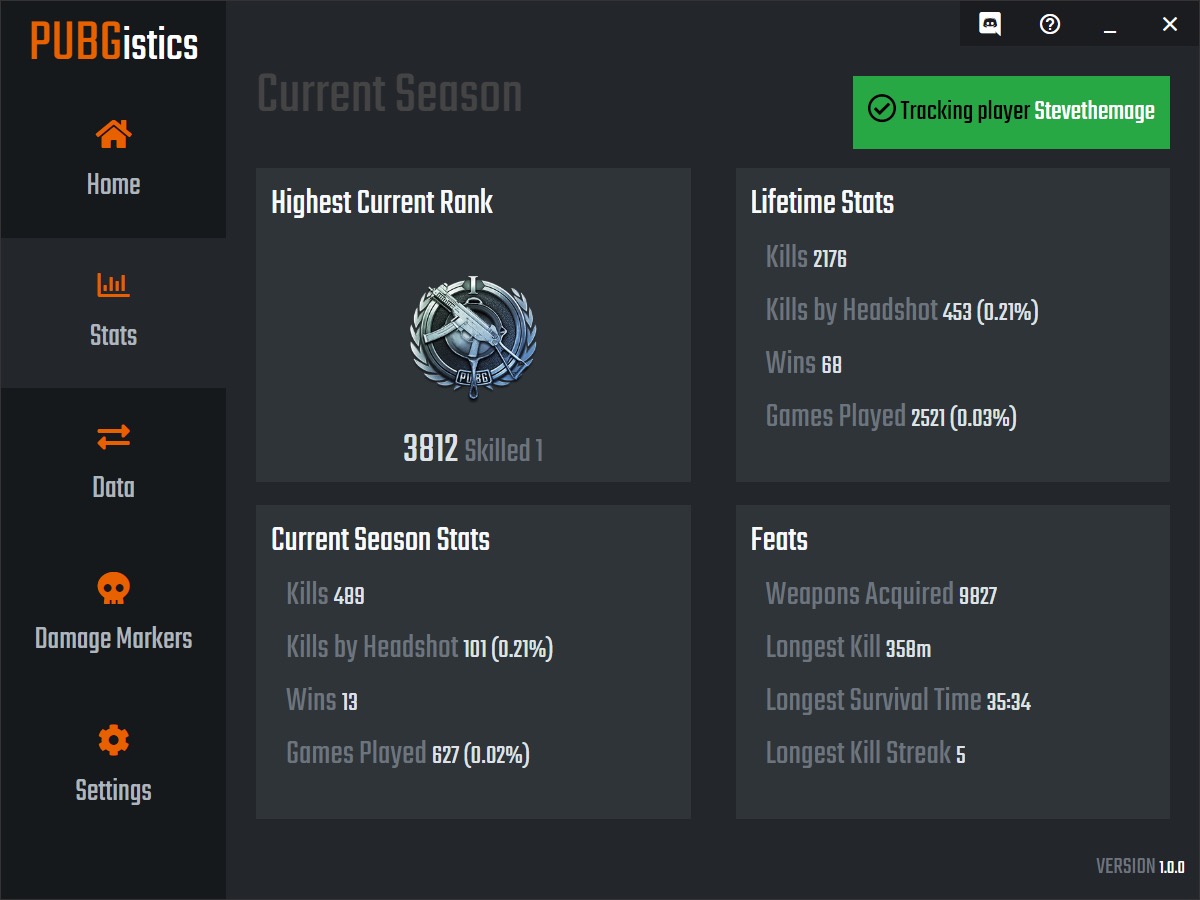 PUBGistics
Home
Stats
Data
Damage Markers
Settings
Current Season
Tracking player Stevethemage
Highest Current Rank
I
PUBG
3812 Skilled 1
Lifetime Stats
Kills 2176
Kills by Headshot 453 (0.21%)
Wins 68
Games Played 2521 (0.03%)
Current Season Stats
Kills 489
Kills by Headshot 101 (0.21%)
Wins 13
Games Played 627 (0.02%)
Feats
Weapons Acquired 9827
Longest Kill 358m
Longest Survival Time 35:34
Longest Kill Streak 5
VERSION 1.0.0